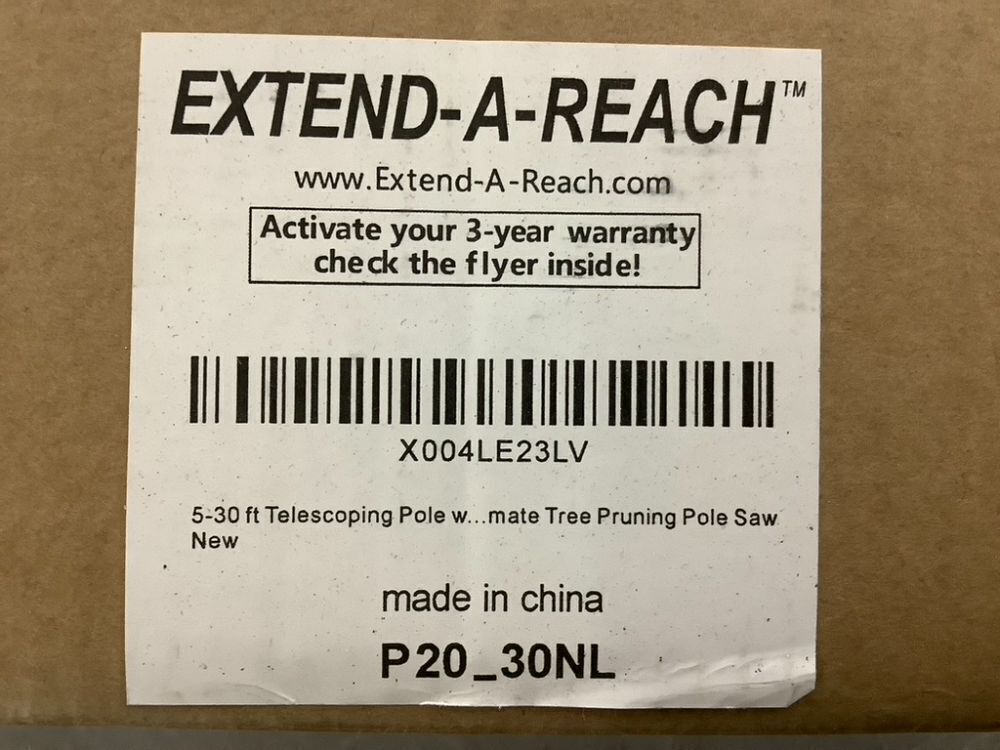 EXTEND-A-REACH™
www.Extend-A-Reach.com
Activate your 3-year warranty
check the flyer inside!
X004LE23LV
5-30 ft Telescoping Pole w...mate Tree Pruning Pole Saw
New
made in china
P20_30NL